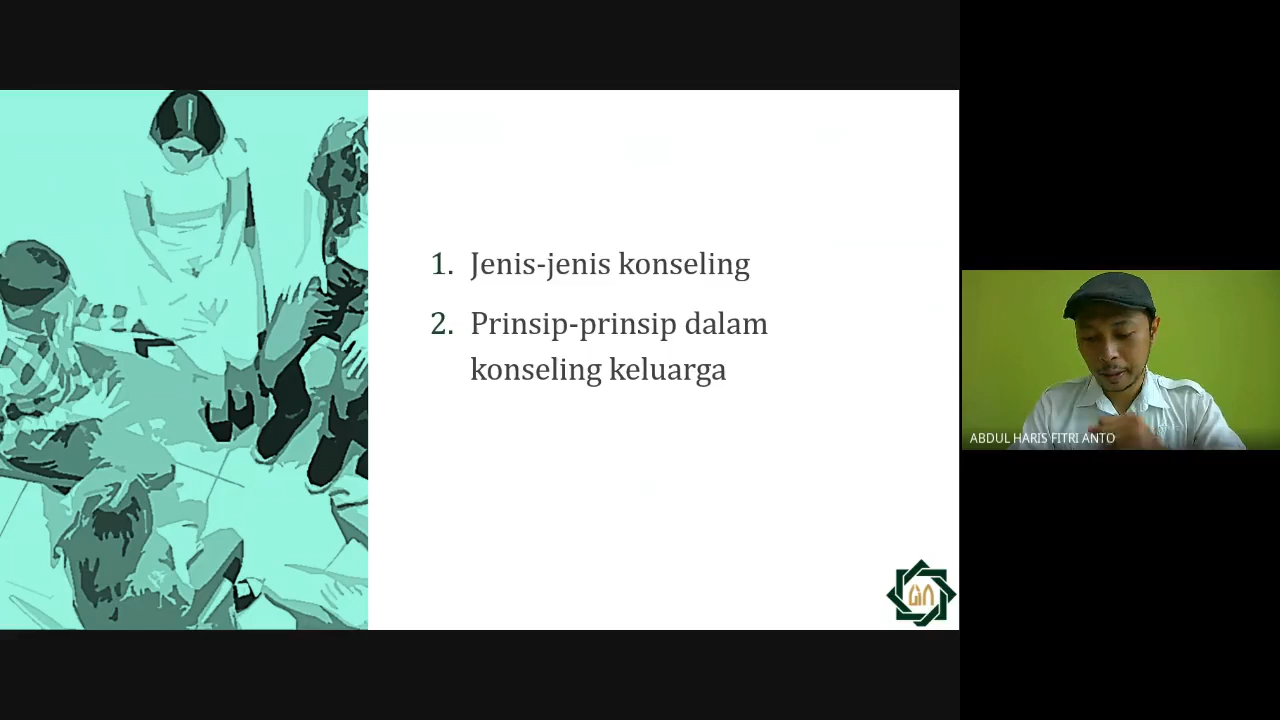 1. Jenis-jenis konseling
2. Prinsip-prinsip dalam
konseling keluarga
ABDUL HARIS FITRI ANTO